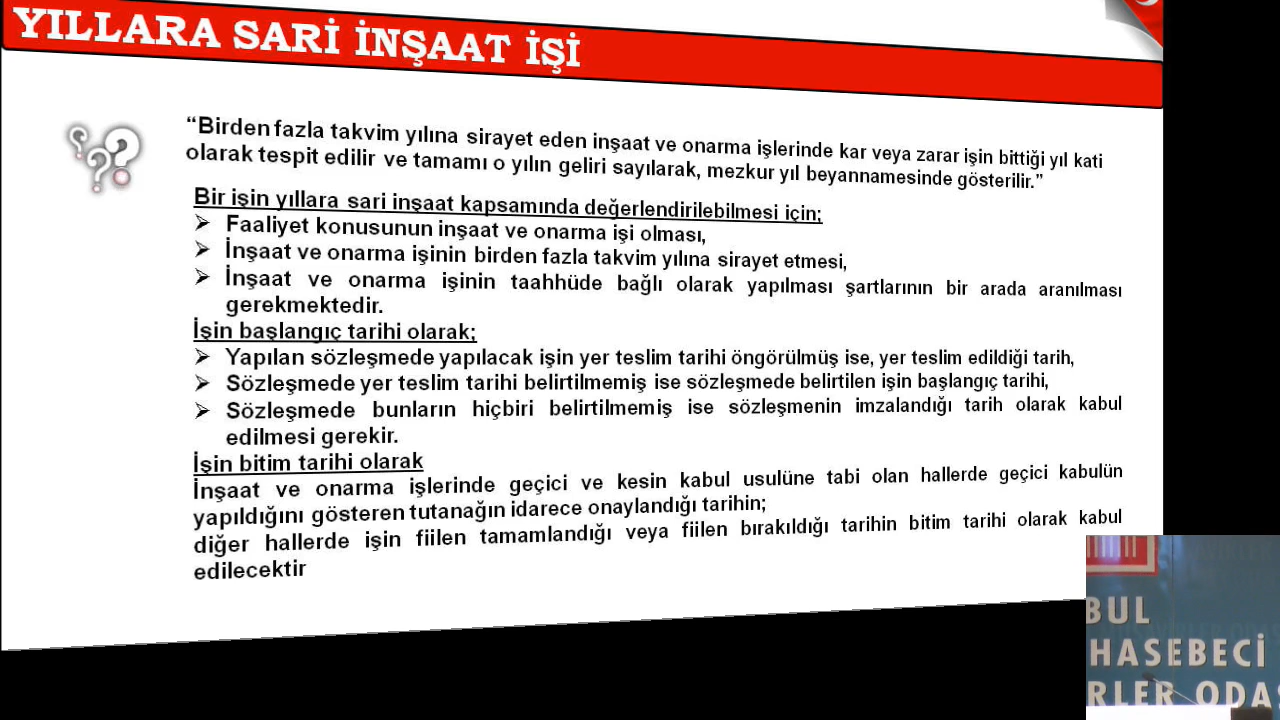 YILLARA SARİ İNŞAAT İŞİ
“Birden fazla takvim yılına sirayet eden inşaat ve onarma işlerinde kar veya zarar işin bittiği yıl kati
olarak tespit edilir ve tamamı o yılın geliri sayılarak, mezkur yıl beyannamesinde gösterilir.”
Bir işin yıllara sari inşaat kapsamında değerlendirilebilmesi için;
➢ Faaliyet konusunun inşaat ve onarma işi olması,
➢ İnşaat ve onarma işinin birden fazla takvim yılına sirayet etmesi,
➢ İnşaat ve onarma işinin taahhüde bağlı olarak yapılması şartlarının bir arada aranılması
gerekmektedir.
İşin başlangıç tarihi olarak;
➢ Yapılan sözleşmede yapılacak işin yer teslim tarihi öngörülmüş ise, yer teslim edildiği tarih,
➢ Sözleşmede yer teslim tarihi belirtilmemiş ise sözleşmede belirtilen işin başlangıç tarihi,
➢ Sözleşmede bunların hiçbiri belirtilmemiş ise sözleşmenin imzalandığı tarih olarak kabul
edilmesi gerekir.
İşin bitim tarihi olarak
İnşaat ve onarma işlerinde geçici ve kesin kabul usulüne tabi olan hallerde geçici kabulün
yapıldığını gösteren tutanağın idarece onaylandığı tarihin;
diğer hallerde işin fiilen tamamlandığı veya fiilen bırakıldığı tarihin bitim tarihi olarak kabul
edilecektir
BUL
HASEBECİ
RLER ODAS